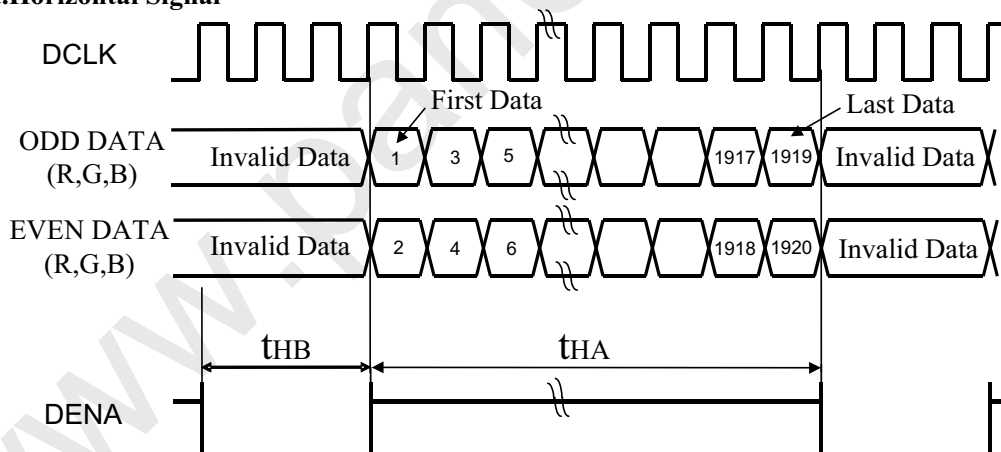 .Horizontal Signal
DCLK
First Data
Last Data
ODD DATA
(R,G,B)
Invalid Data 1 3 5 1917 1919 Invalid Data
EVEN DATA
(R,G,B)
Invalid Data 2 4 6 1918 1920 Invalid Data
tHB tHA
DENA